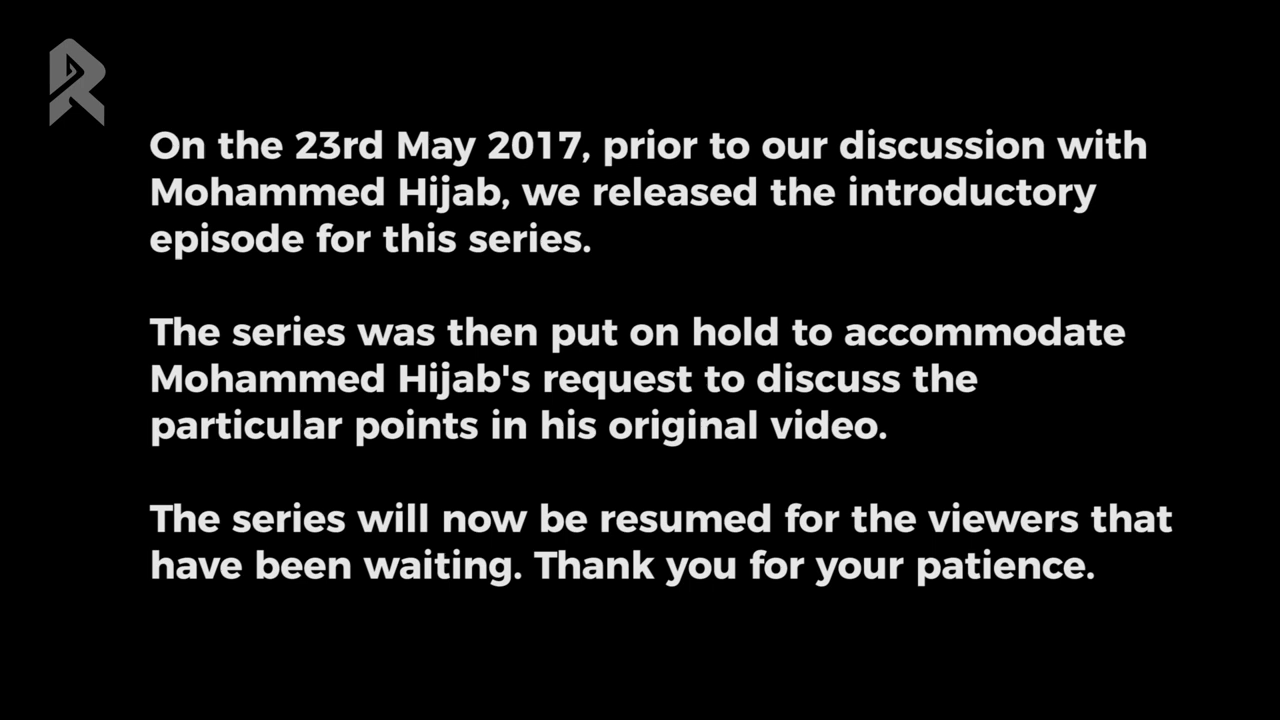 On the 23rd May 2017, prior to our discussion with
Mohammed Hijab, we released the introductory
episode for this series.
The series was then put on hold to accommodate
Mohammed Hijab's request to discuss the
particular points in his original video.
The series will now be resumed for the viewers that
have been waiting. Thank you for your patience.